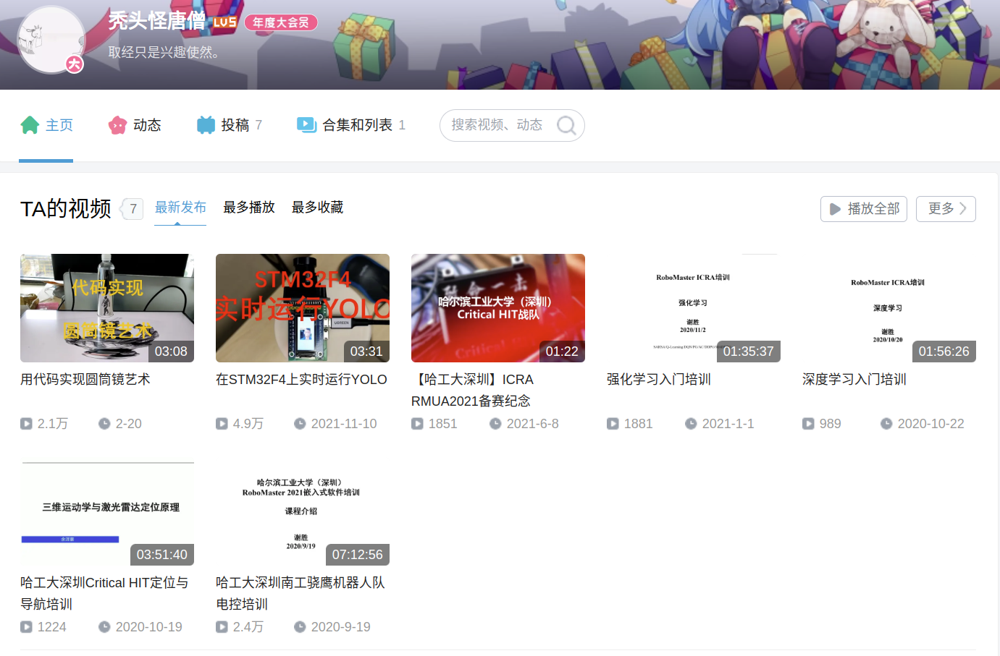 秃头怪唐僧 LV5 年度大会员
大
取经只是兴趣使然。
主页 动态 投稿 7 合集和列表 1 搜索视频、动态
TA的视频 7 最新发布 最多播放 最多收藏 播放全部 更多
代码实现
圆筒镜艺术
03:08
用代码实现圆筒镜艺术
2.1万 2-20
STM32F4
实时运行YOLO
UGREEN
03:31
在STM32F4上实时运行YOLO
4.9万 2021-11-10
命一击
哈尔滨工业大学（深圳）
Critical HIT战队
01:22
【哈工大深圳】ICRA
RMUA2021备赛纪念
1851 2021-6-8
RoboMaster ICRA培训
强化学习
谢胜
2020/11/2
01:35:37
强化学习入门培训
1881 2021-1-1
RoboMaster ICRA培训
深度学习
谢胜
2020/10/20
01:56:26
深度学习入门培训
989 2020-10-22
三维运动学与激光雷达定位原理
03:51:40
哈工大深圳Critical HIT定位与
导航培训
1224 2020-10-19
哈尔滨工业大学（深圳）
RoboMaster 2021嵌入式软件培训
课程介绍
谢胜
2020/9/19
07:12:56
哈工大深圳南工骁鹰机器人队
电控培训
2.4万 2020-9-19